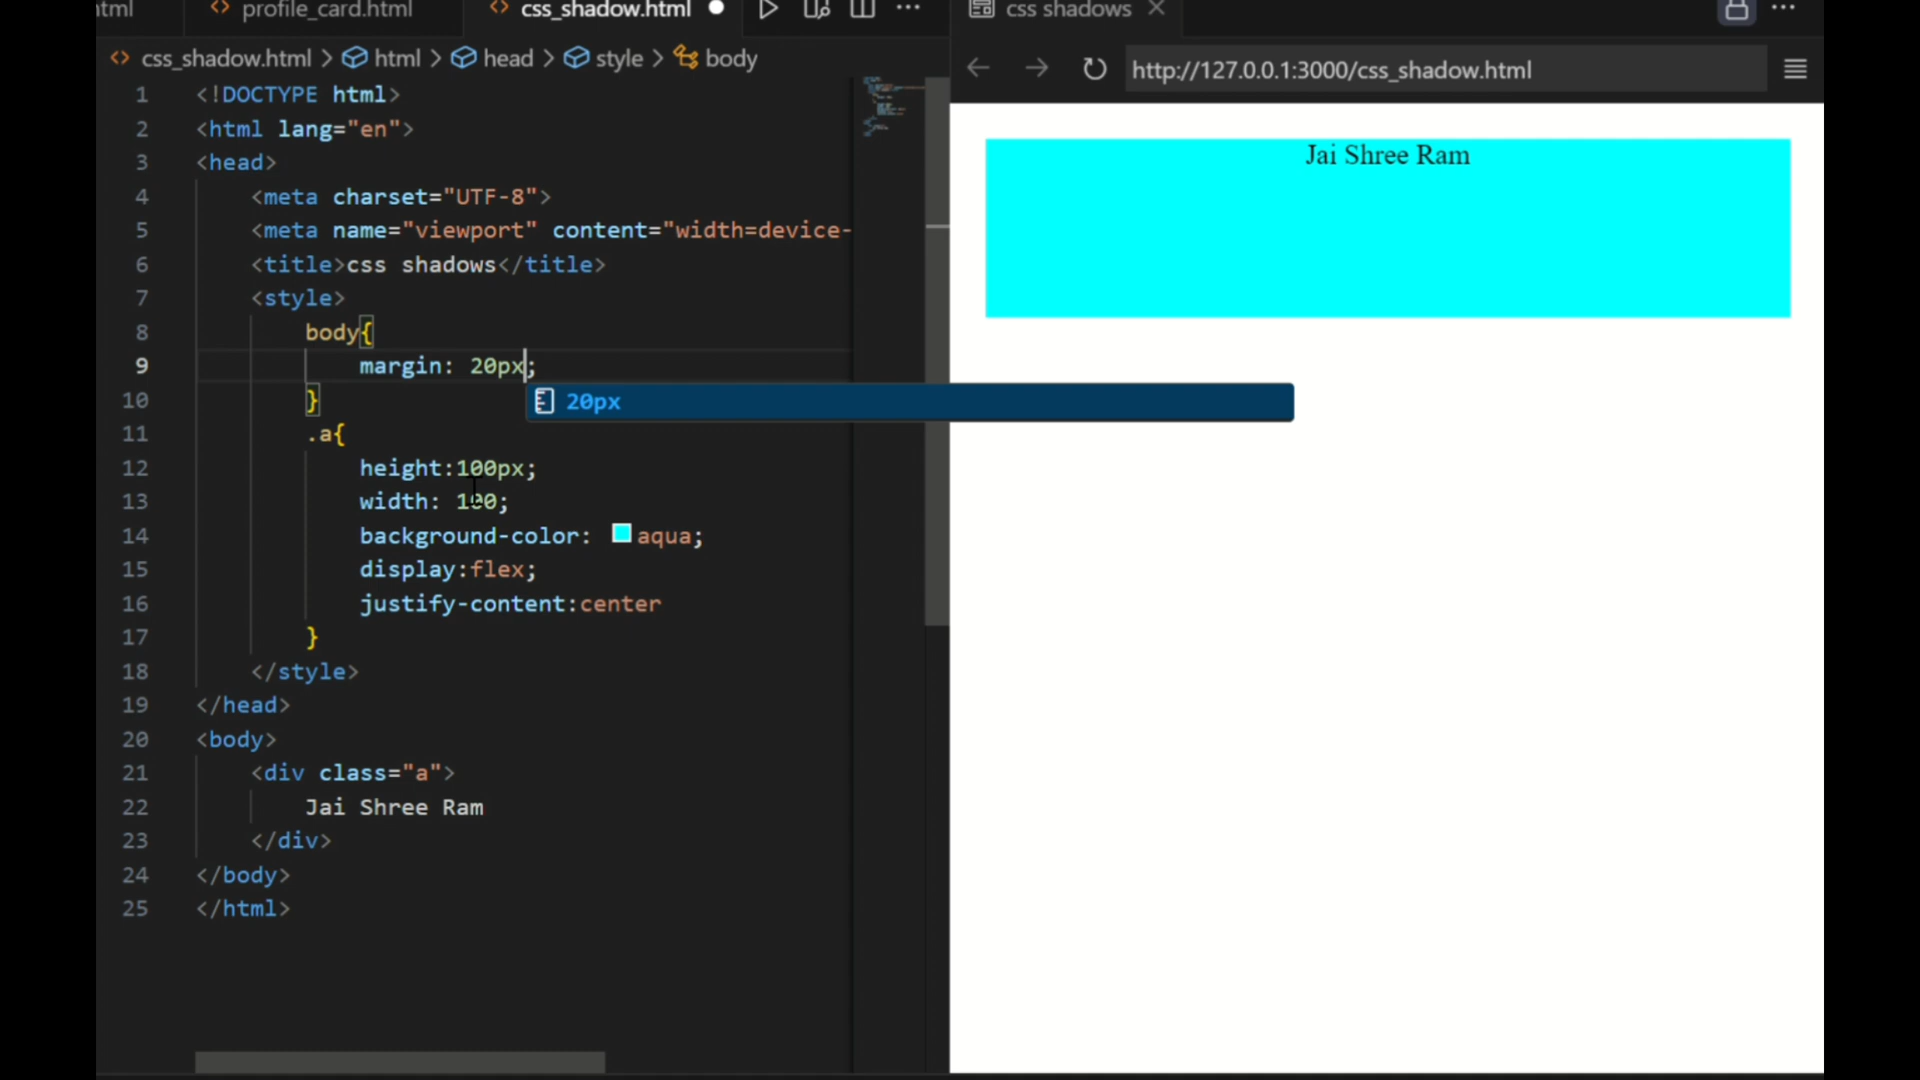 html
profile_card.html
css_shadow.html
css_shadow.html > html > head > style > body
1 <!DOCTYPE html>
2 <html lang="en">
3 <head>
4 <meta charset="UTF-8">
5 <meta name="viewport" content="width=device-
6 <title>css shadows</title>
7 <style>
8 body{
9 margin: 20px;
20px
10 }
11 .a{
12 height:100px;
13 width: 100;
14 background-color: aqua;
15 display:flex;
16 justify-content:center
17 }
18 </style>
19 </head>
20 <body>
21 <div class="a">
22 Jai Shree Ram
23 </div>
24 </body>
25 </html>
css shadows
http://127.0.0.1:3000/css_shadow.html
Jai Shree Ram